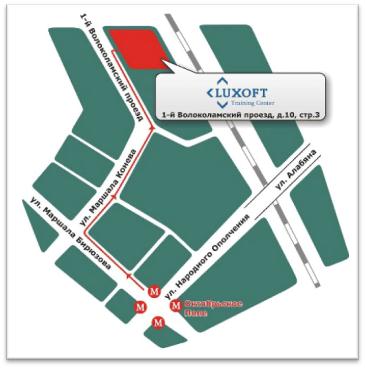 1-й Волоколамский проезд
LUXOFT
Training Center
1-й Волоколамский проезд, д.10, стр.3
ул. Маршала Конева
ул. Алабяна
ул. Маршала Бирюзова
ул. Народного Ополчения
М
М
М
М
Октябрьское
Поле